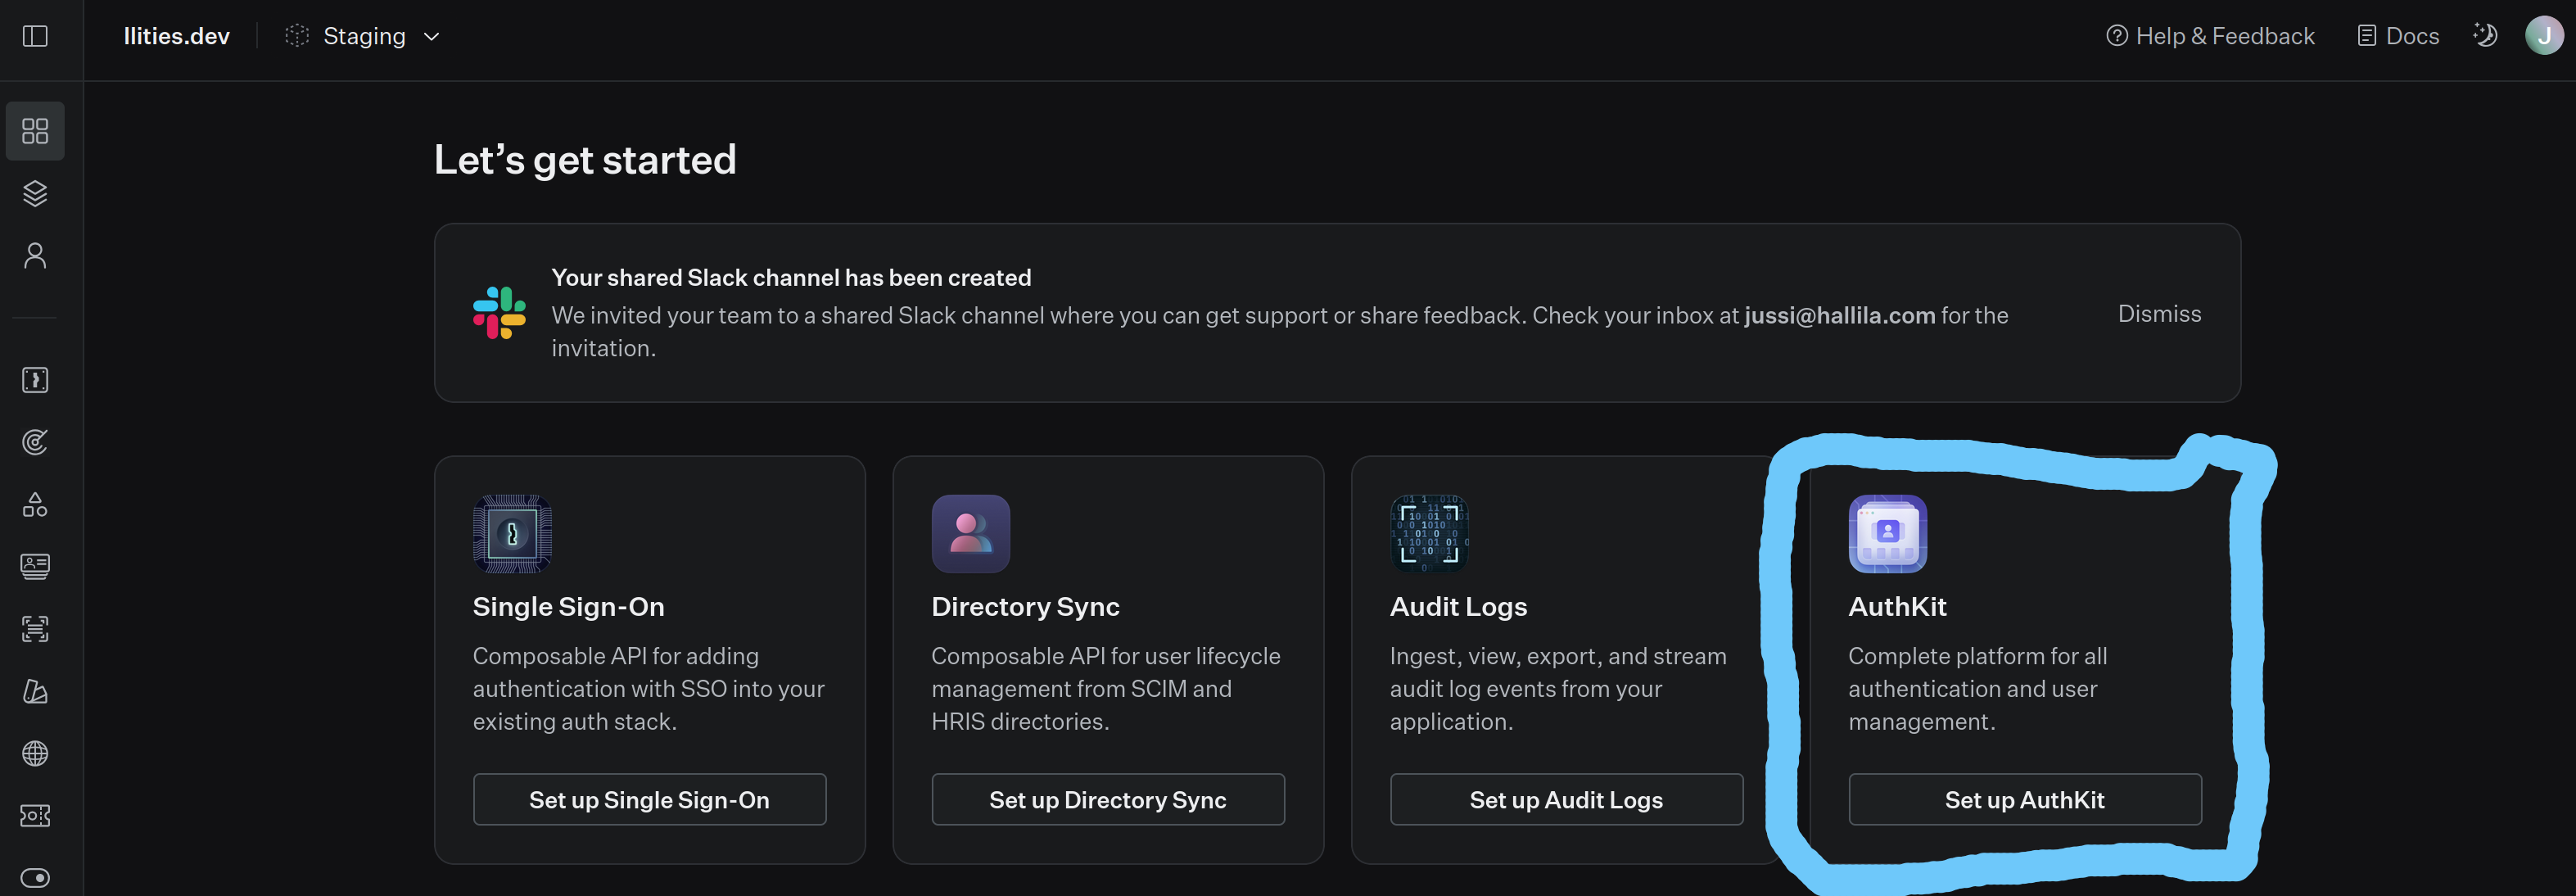 llities.dev
Staging
Help & Feedback
Docs
J
Let’s get started
Your shared Slack channel has been created
We invited your team to a shared Slack channel where you can get support or share feedback. Check your inbox at jussi@hallila.com for the
invitation.
Dismiss
Single Sign-On
Composable API for adding
authentication with SSO into your
existing auth stack.
Set up Single Sign-On
Directory Sync
Composable API for user lifecycle
management from SCIM and
HRIS directories.
Set up Directory Sync
Audit Logs
Ingest, view, export, and stream
audit log events from your
application.
Set up Audit Logs
AuthKit
Complete platform for all
authentication and user
management.
Set up AuthKit